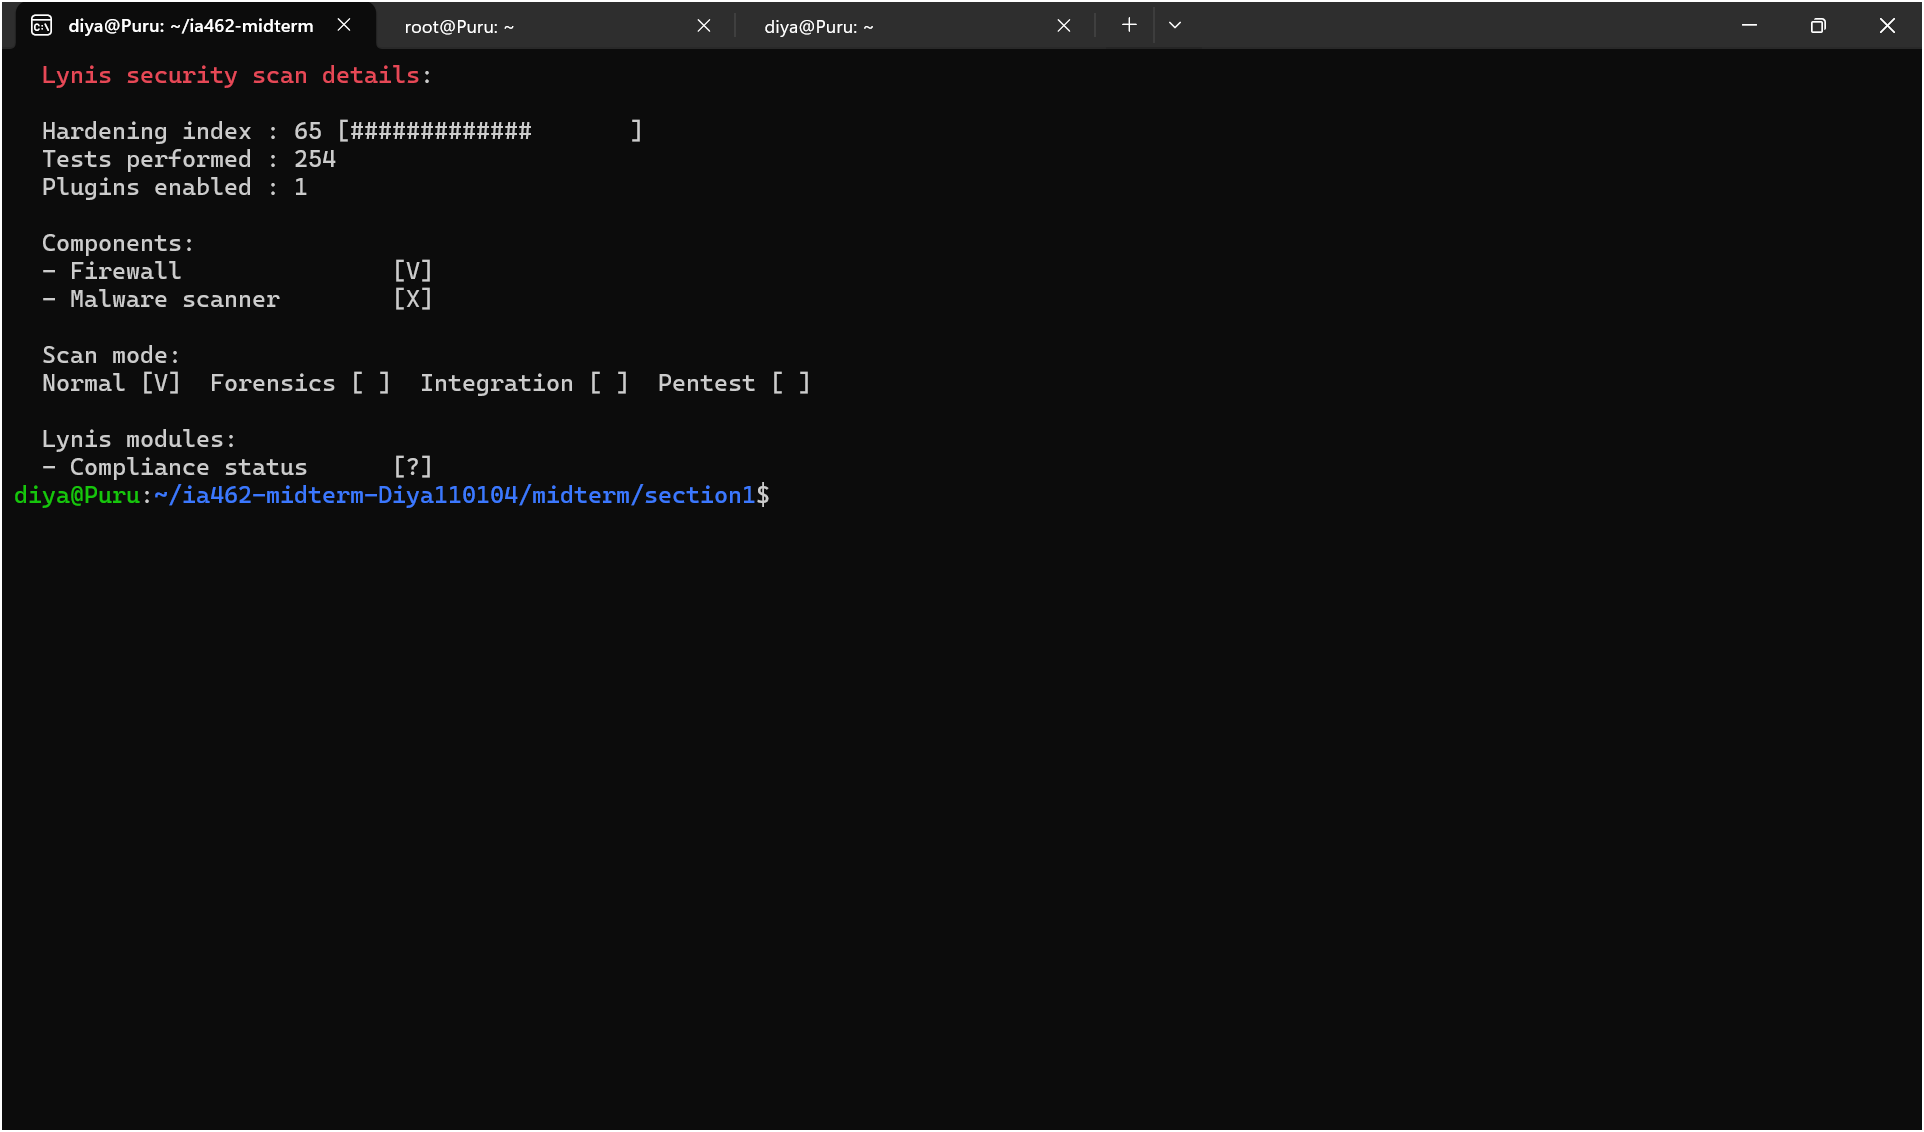 diya@Puru: ~/ia462-midterm
root@Puru: ~
diya@Puru: ~
Lynis security scan details:
Hardening index : 65 [#############       ]
Tests performed : 254
Plugins enabled : 1
Components:
- Firewall               [V]
- Malware scanner        [X]
Scan mode:
Normal [V]  Forensics [ ]  Integration [ ]  Pentest [ ]
Lynis modules:
- Compliance status      [?]
diya@Puru:~/ia462-midterm-Diya110104/midterm/section1$